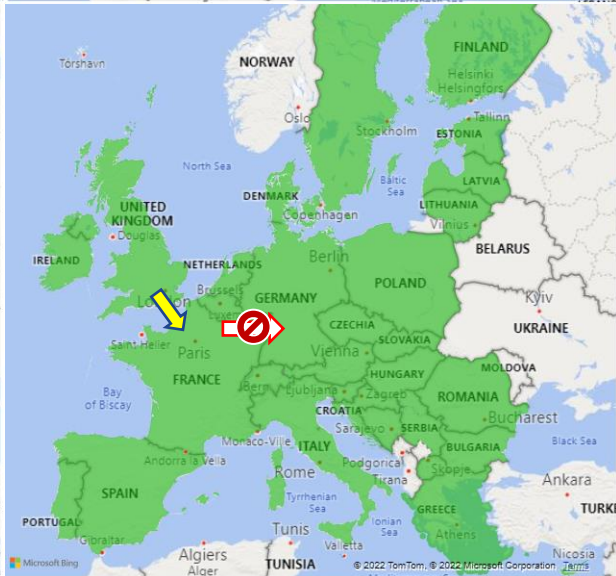 FINLAND
Tórshavn
NORWAY
Helsinki
Helsingfors
Oslo
Tallinn
Stockholm
ESTONIA
North Sea
Baltic
Sea
LATVIA
DENMARK
Copenhagen
LITHUANIA
Vilnius
UNITED
KINGDOM
Douglas
BELARUS
IRELAND
NETHERLANDS
Berlin
POLAND
London
Brussels
GERMANY
Kyiv
CZECHIA
UKRAINE
Saint Helier
Paris
SLOVAKIA
Vienna
MOLDOVA
HUNGARY
FRANCE
Bern
Ljubljana
Zagreb
ROMANIA
Bay
of Biscay
CROATIA
Bucharest
Sarajevo
SERBIA
Monaco-Ville
ITALY
BULGARIA
Black Sea
Andorra la Vella
Podgorica
Skopje
Rome
Tirana
Ankara
SPAIN
Tyrrhenian
Sea
TURK
PORTUGAL
Ionian
Sea
GREECE
Athens
Gibraltar
Tunis
Algiers
Alger
Valletta
Nicosia
TUNISIA
Microsoft Bing
© 2022 TomTom, © 2022 Microsoft Corporation Terms